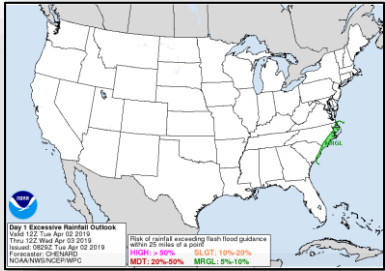 MRGL
noaa
Day 1 Excessive Rainfall Outlook
Valid 12Z Tue Apr 02 2019
Thru 12Z Wed Apr 03 2019
Issued: 0829Z Tue Apr 02 2019
Forecaster: CHENARD
NOAA/NWS/NCEP/WPC
Risk of rainfall exceeding flash flood guidance
within 25 miles of a point
HIGH: > 50% SLGT: 10%-20%
MDT: 20%-50% MRGL: 5%-10%